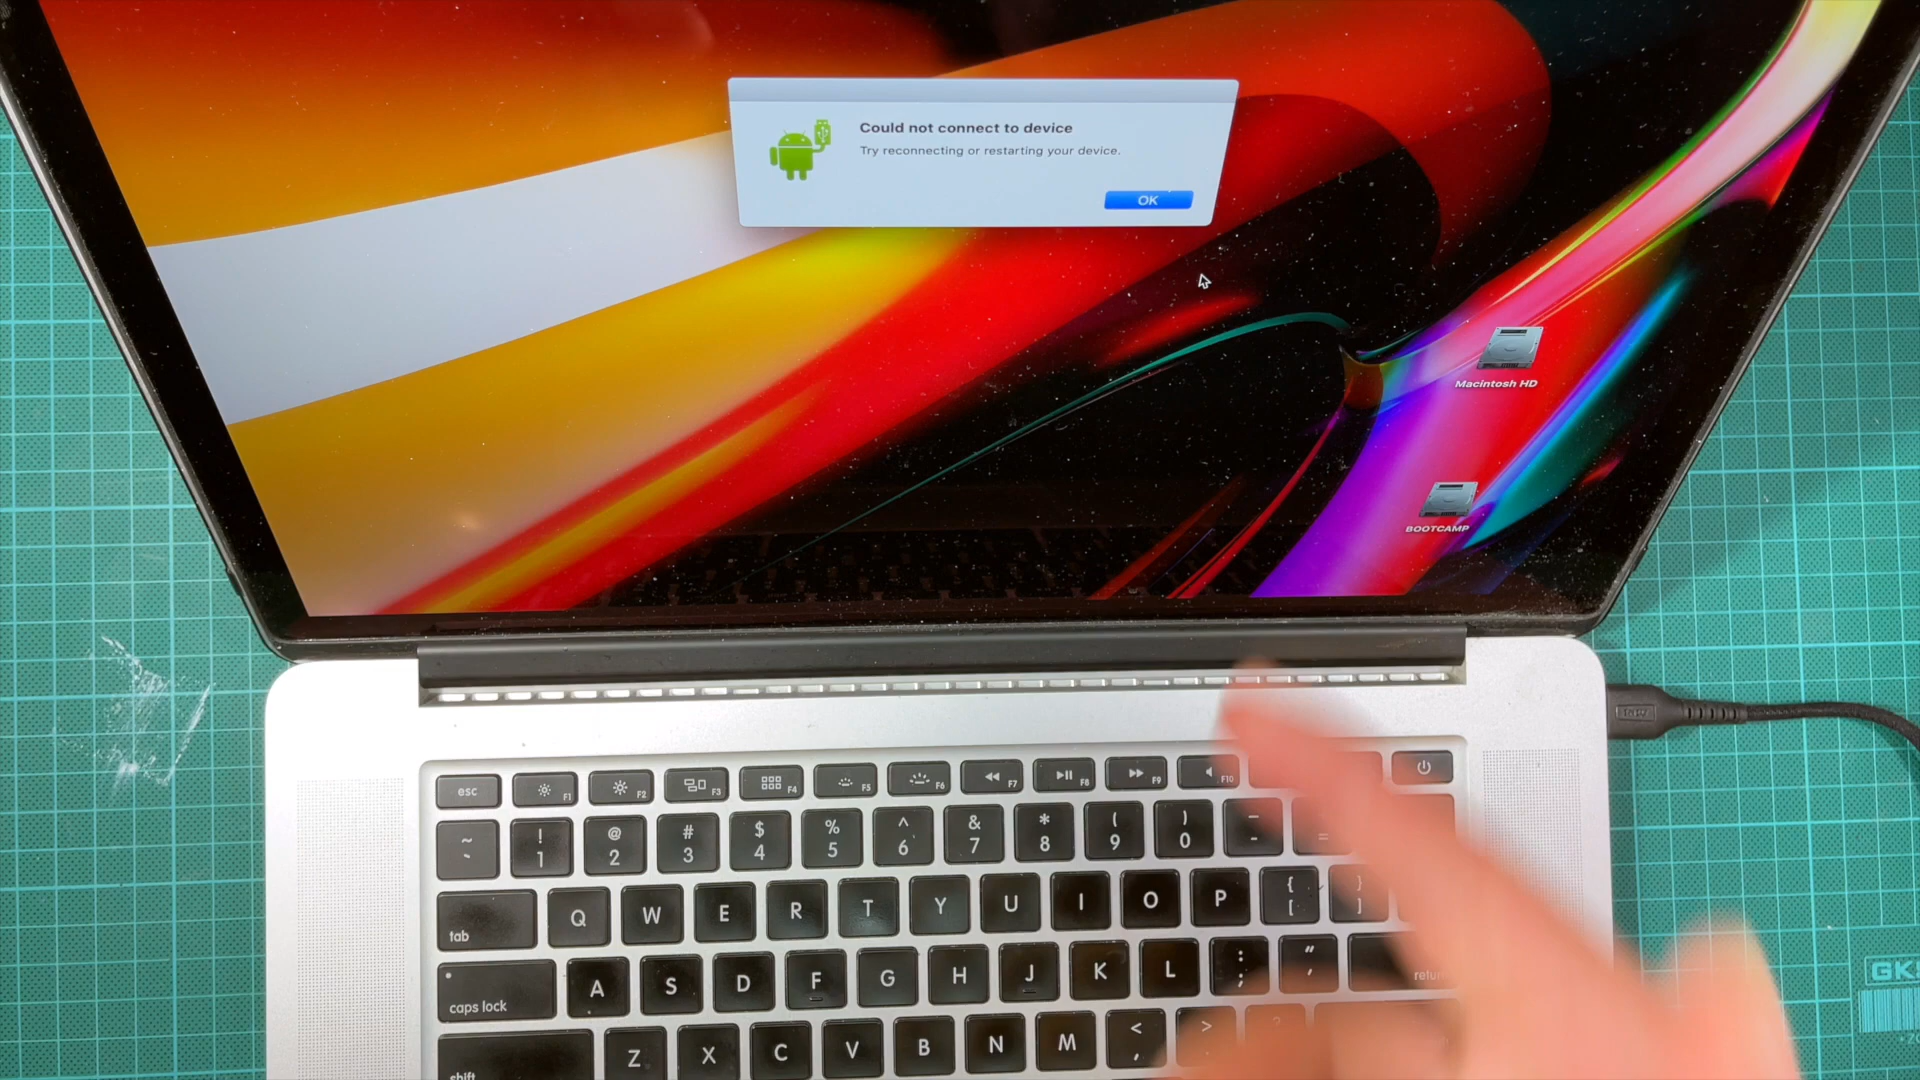 Could not connect to device
Try reconnecting or restarting your device.
OK
Macintosh HD
BOOTCAMP
esc F1 F2 F3 F4 F5 F6 F7 F8 F9 F10
~ ! @ # $ % ^ & * ( ) –
` 1 2 3 4 5 6 7 8 9 0 - =
tab Q W E R T Y U I O P { [ } ]
caps lock A S D F G H J K L : ; " '
shift Z X C V B N M < , >